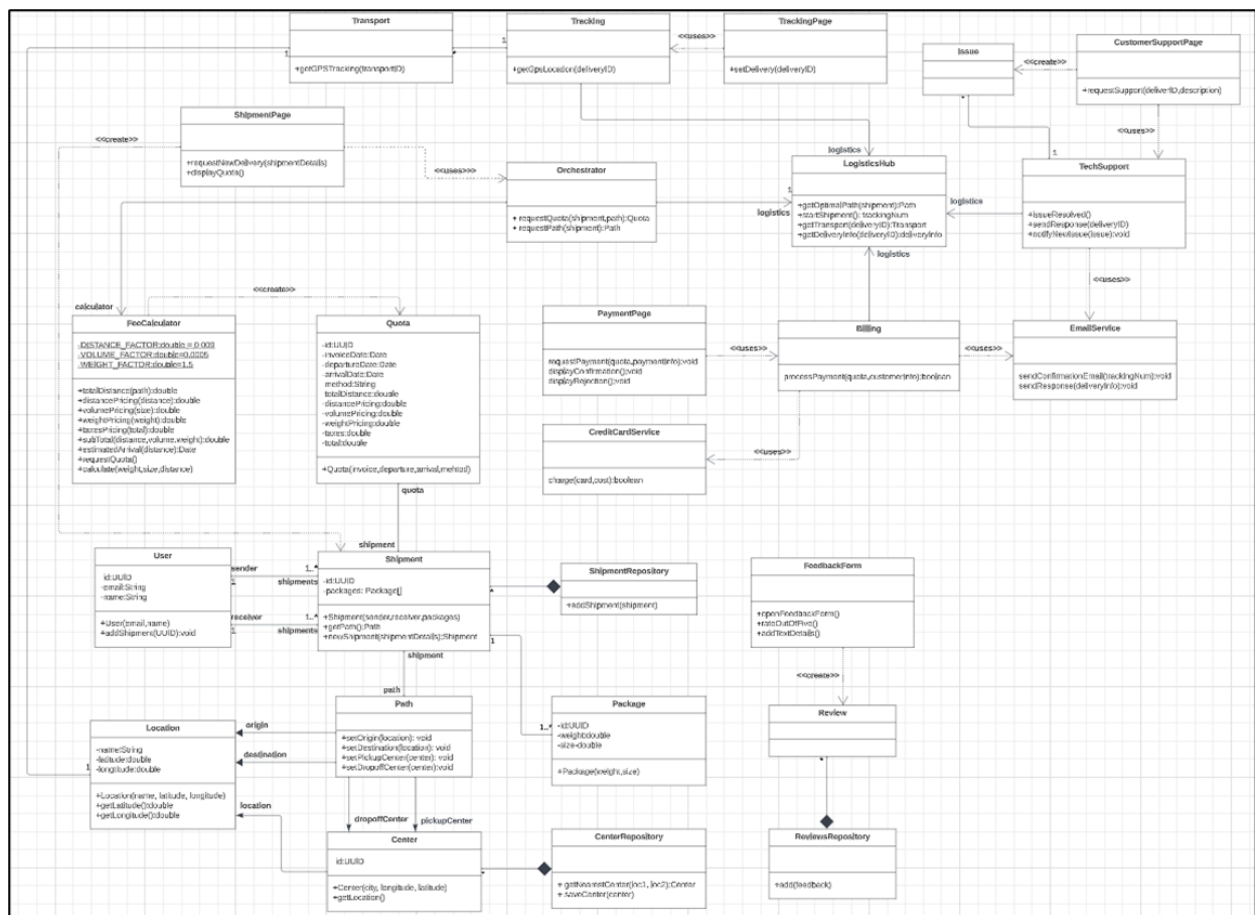 Transport
+getGPSTracking(transportID)
1
*
1
Tracking
+getGpsLocation(deliveryID)
<<uses>>
TrackingPage
+setDelivery(deliveryID)
Issue
*
<<create>>
CustomerSupportPage
+requestSupport(deliverID,description)
<<uses>>
ShipmentPage
+requestNewDelivery(shipmentDetails)
+displayQuota()
<<create>>
<<uses>>
Orchestrator
+ requestQuota(shipment,path):Quota
+ requestPath(shipment):Path
logistics
1
logistics
LogisticsHub
+getOptimalPath(shipment):Path
+startShipment(): trackingNum
+getTransport(deliveryID):Transport
+getDeliveryInfo(deliveryID):deliveryInfo
logistics
logistics
1
TechSupport
+issueResolved()
+sendResponse(deliveryID)
+notifyNewIssue(issue):void
<<uses>>
calculator
<<create>>
FeeCalculator
-DISTANCE_FACTOR:double = 0.009
-VOLUME_FACTOR:double=0.0005
-WEIGHT_FACTOR:double=1.5
+totalDistance(path):double
+distancePricing(distance):double
+volumePricing(size):double
+weightPricing(weight):double
+taxesPricing(total):double
+subTotal(distance,volume,weight):double
+estimatedArrival(distance):Date
+requestQuota()
+calculate(weight,size,distance)
Quota
-id:UUID
-invoiceDate:Date
-departureDate:Date
-arrivalDate:Date
-method:String
-totalDistance:double
-distancePricing:double
-volumePricing:double
-weightPricing:double
-taxes:double
-total:double
+Quota(invoice,departure,arrival,mehtod)
quota
PaymentPage
requestPayment(quota,paymentInfo):void
displayConfirmation():void
displayRejection():void
<<uses>>
Billing
processPayment(quota,customerInfo):boolean
<<uses>>
EmailService
sendConfirmationEmail(trackingNum):void
sendResponse(deliveryInfo):void
CreditCardService
charge(card,cost):boolean
<<uses>>
User
id:UUID
-email:String
-name:String
+User(email,name)
+addShipment(UUID):void
sender
1
1..*
shipments
receiver
1
1..*
shipments
shipment
Shipment
-id:UUID
-packages: Package[]
+Shipment(sender,receiver,packages)
+getPath():Path
+newShipment(shipmentDetails):Shipment
shipment
*
1
ShipmentRepository
+addShipment(shipment)
FeedbackForm
+openFeedbackForm()
+rateOutOfFive()
+addTextDetails()
<<create>>
path
Path
+setOrigin(location): void
+setDestination(location): void
+setPickupCenter(center): void
+setDropoffCenter(center):void
origin
destination
location
Location
-name:String
-latitude:double
-longtitude:double
+Location(name, latitude, longitude)
+getLatitude():double
+getLongitude():double
1
1..*
Package
-id:UUID
-weight:double
-size-double
+Package(weight,size)
Review
*
dropoffCenter
pickupCenter
Center
id:UUID
+Center(city, longitude, latitude)
+getLocation()
*
CenterRepository
+ getNearestCenter(loc1, loc2):Center
+ saveCenter(center)
ReviewsRepository
+add(feedback)